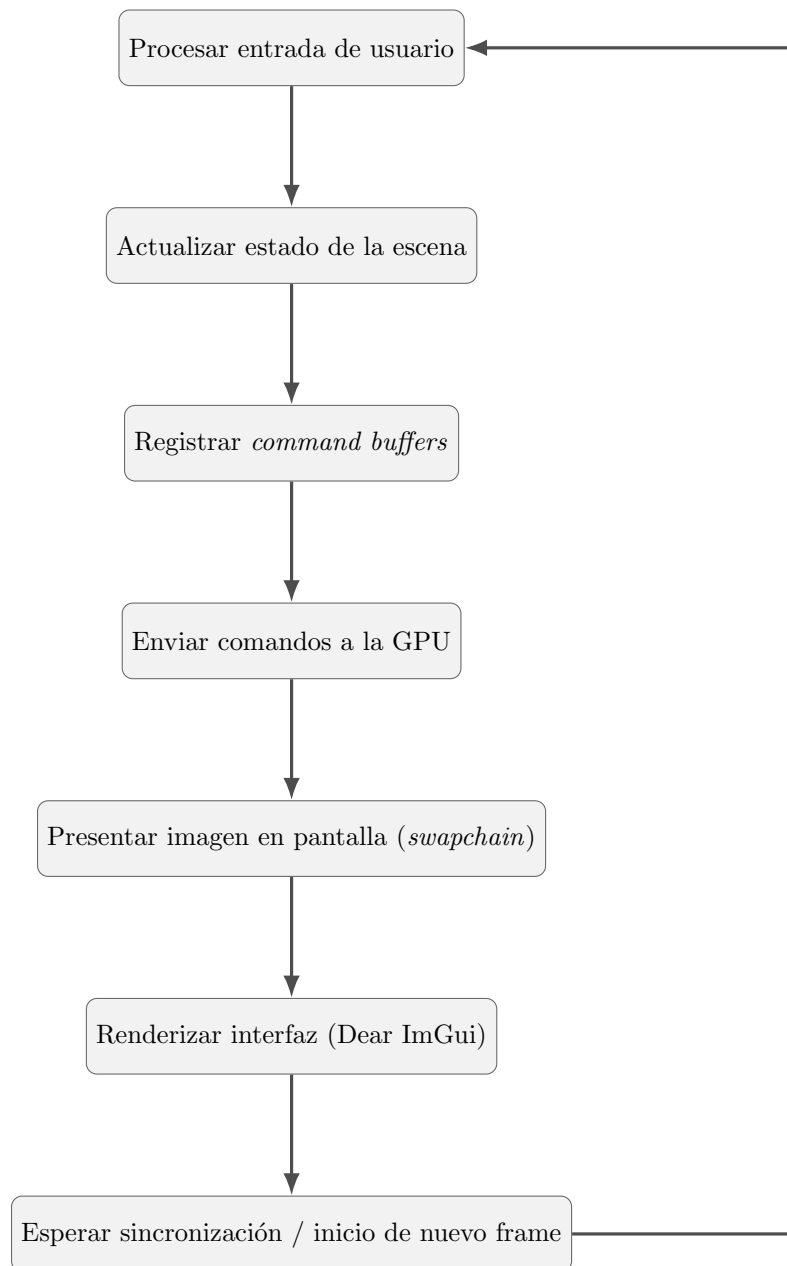 Procesar entrada de usuario
Actualizar estado de la escena
Registrar command buffers
Enviar comandos a la GPU
Presentar imagen en pantalla (swapchain)
Renderizar interfaz (Dear ImGui)
Esperar sincronización / inicio de nuevo frame